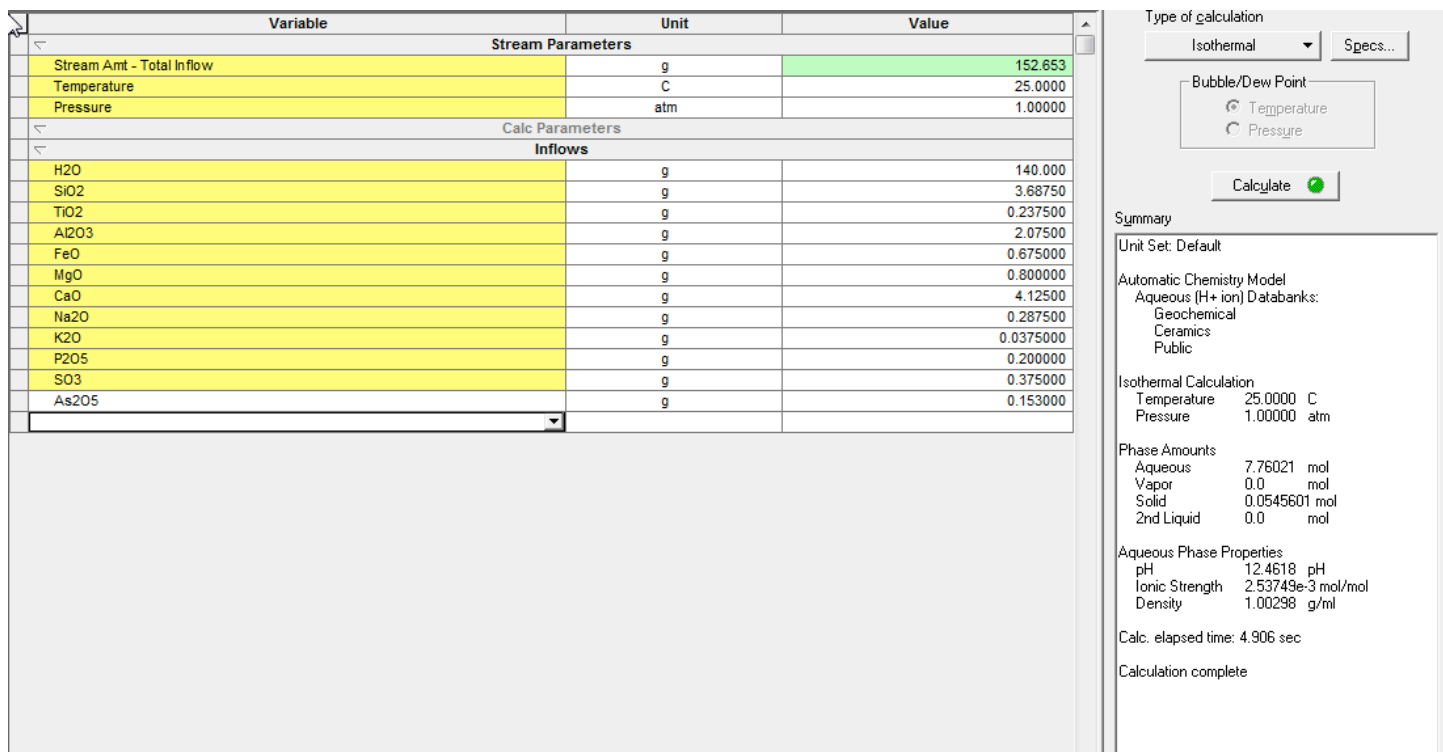 Variable Unit Value
Stream Parameters
Stream Amt - Total Inflow g 152.653
Temperature C 25.0000
Pressure atm 1.00000
Calc Parameters
Inflows
H2O g 140.000
SiO2 g 3.68750
TiO2 g 0.237500
Al2O3 g 2.07500
FeO g 0.675000
MgO g 0.800000
CaO g 4.12500
Na2O g 0.287500
K2O g 0.0375000
P2O5 g 0.200000
SO3 g 0.375000
As2O5 g 0.153000
Type of calculation
Isothermal Specs...
Bubble/Dew Point
Temperature
Pressure
Calculate
Summary
Unit Set: Default
Automatic Chemistry Model
Aqueous (H+ ion) Databanks:
Geochemical
Ceramics
Public
Isothermal Calculation
Temperature 25.0000 C
Pressure 1.00000 atm
Phase Amounts
Aqueous 7.76021 mol
Vapor 0.0 mol
Solid 0.0545601 mol
2nd Liquid 0.0 mol
Aqueous Phase Properties
pH 12.4618 pH
Ionic Strength 2.53749e-3 mol/mol
Density 1.00298 g/ml
Calc. elapsed time: 4.906 sec
Calculation complete